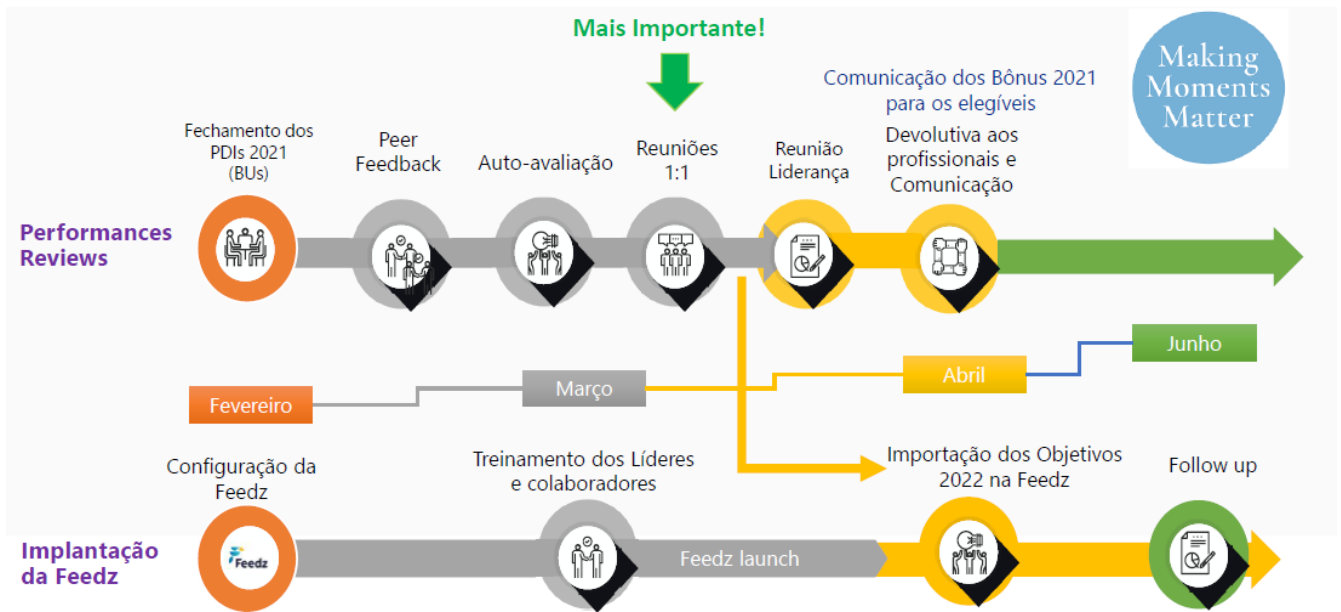 Mais Importante!
Making
Moments
Matter
Comunicação dos Bônus 2021
para os elegíveis
Fechamento dos
PDIs 2021
(BUs)
Peer
Feedback
Auto-avaliação
Reuniões
1:1
Reunião
Liderança
Devolutiva aos
profissionais e
Comunicação
Performances
Reviews
Fevereiro
Março
Abril
Junho
Configuração da
Feedz
Treinamento dos Líderes
e colaboradores
Importação dos Objetivos
2022 na Feedz
Follow up
Implantação
da Feedz
Feedz
Feedz launch